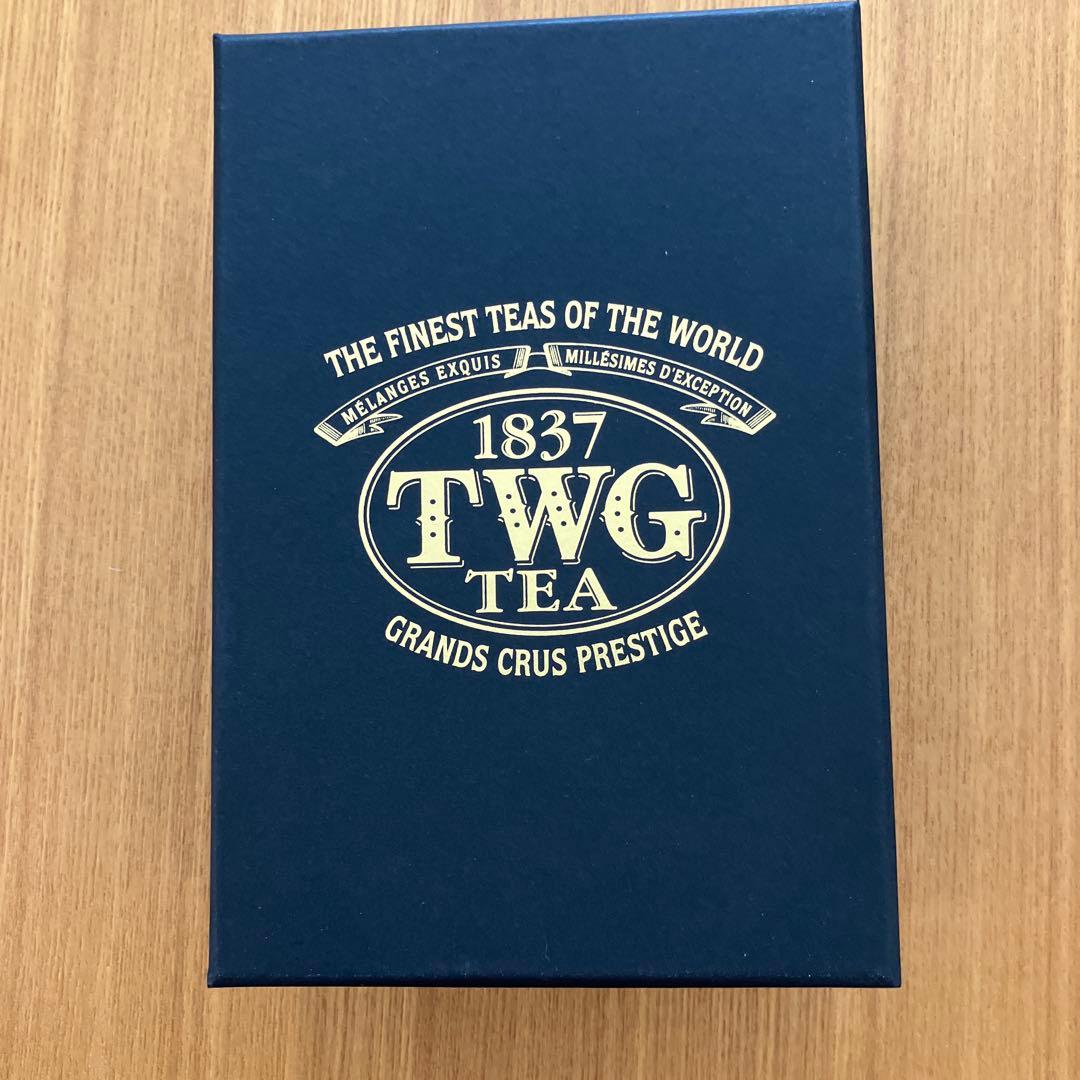 THE FINEST TEAS OF THE WORLD
MÉLANGES EXQUIS MILLÉSIMES D'EXCEPTION
1837
TWG
TEA
GRANDS CRUS PRESTIGE